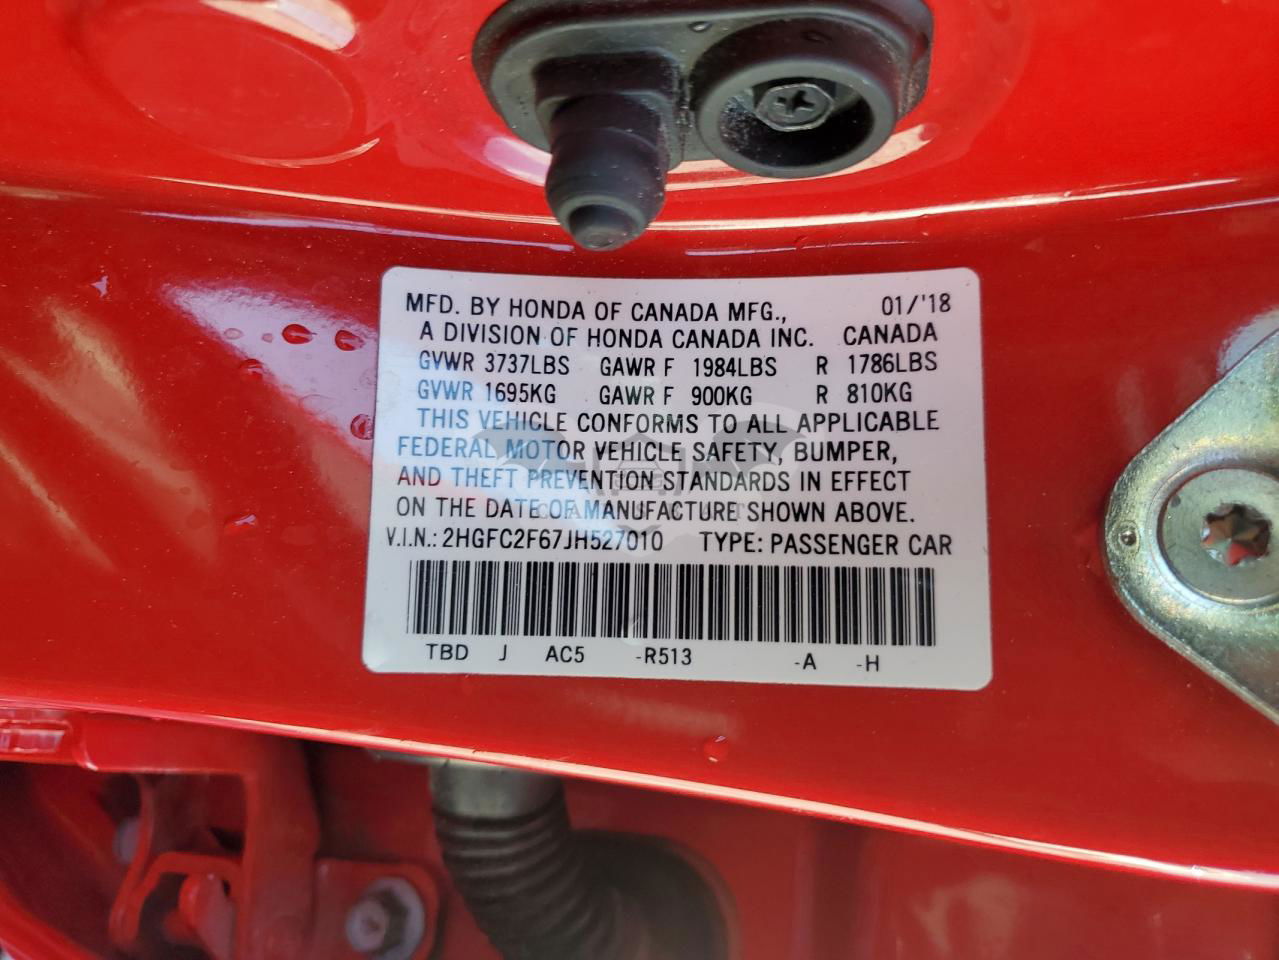 MFD. BY HONDA OF CANADA MFG., 01/'18
A DIVISION OF HONDA CANADA INC. CANADA
GVWR 3737LBS GAWR F 1984LBS R 1786LBS
GVWR 1695KG GAWR F 900KG R 810KG
THIS VEHICLE CONFORMS TO ALL APPLICABLE
FEDERAL MOTOR VEHICLE SAFETY, BUMPER,
AND THEFT PREVENTION STANDARDS IN EFFECT
ON THE DATE OF MANUFACTURE SHOWN ABOVE.
V.I.N.: 2HGFC2F67JH527010 TYPE: PASSENGER CAR
TBD J AC5 -R513 -A -H